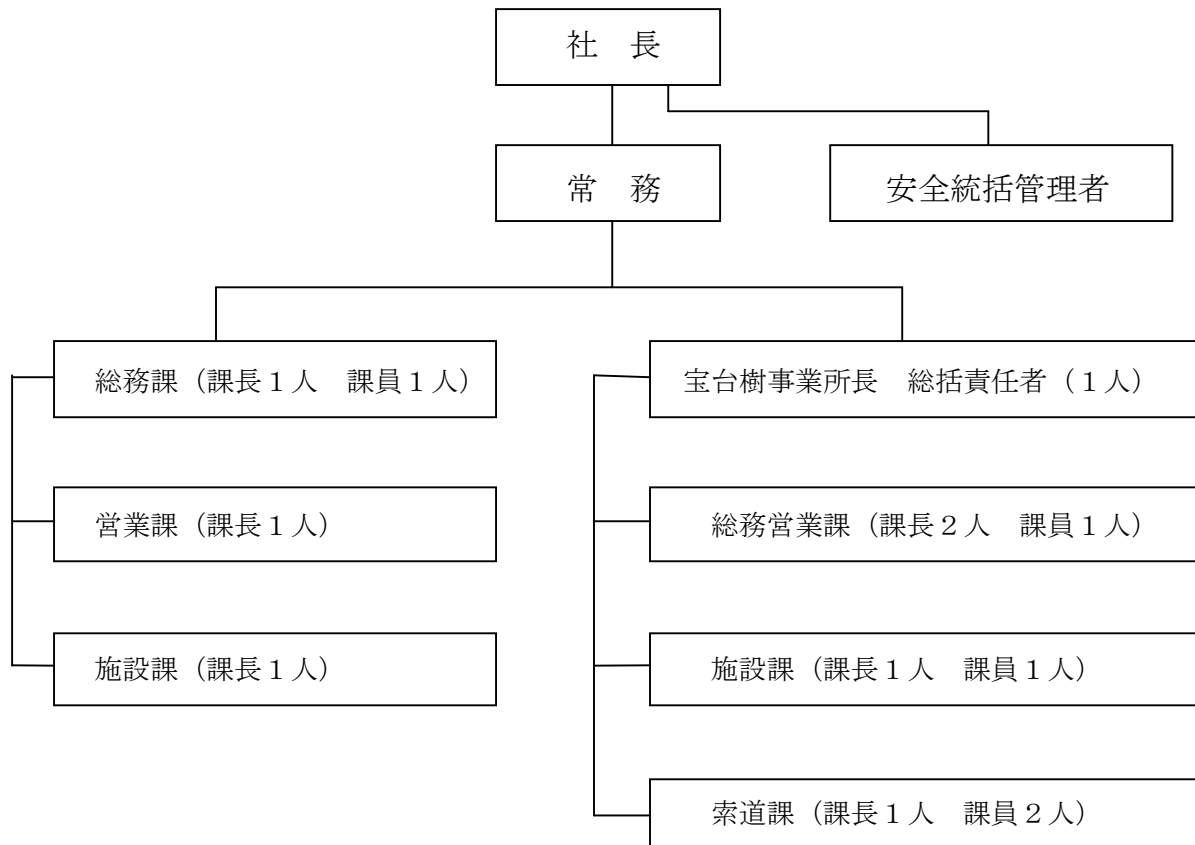 社　長
常　務
安全統括管理者
総務課（課長１人　課員１人）
営業課（課長１人）
施設課（課長１人）
宝台樹事業所長　総括責任者（１人）
総務営業課（課長２人　課員１人）
施設課（課長１人　課員１人）
索道課（課長１人　課員２人）